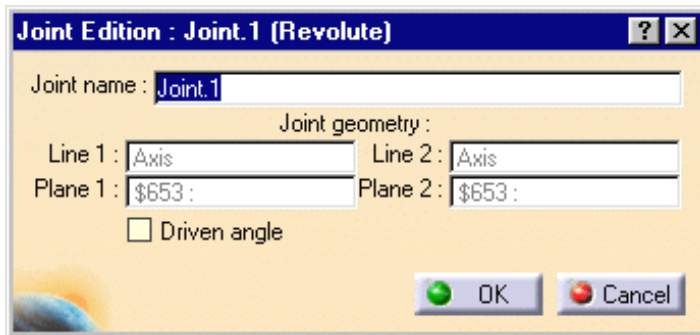 Joint Edition : Joint.1 (Revolute)
Joint name : Joint.1
Joint geometry :
Line 1 : Axis Line 2 : Axis
Plane 1 : $653 : Plane 2 : $653 :
Driven angle
OK Cancel